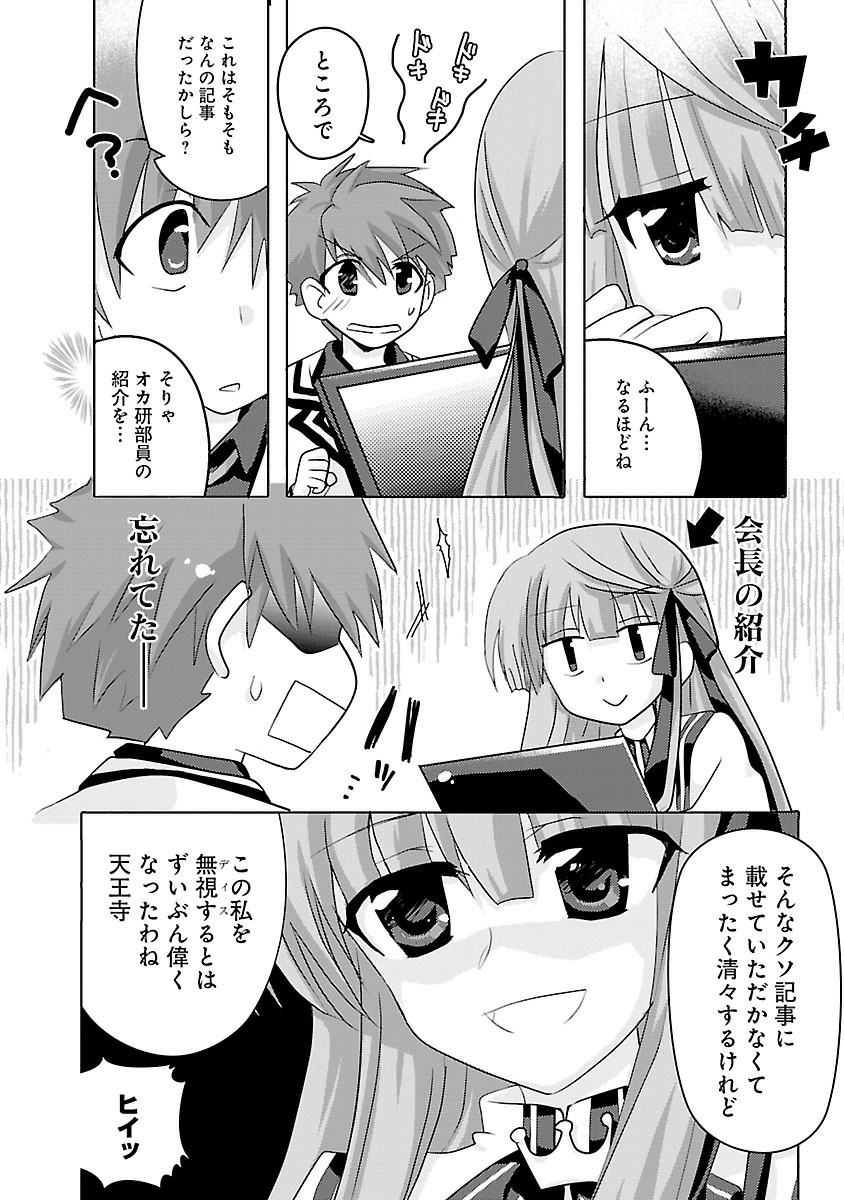 カチ
カチ
ふーん…
なるほどね
ドキ
ドキ
ところで
これはそもそも
なんの記事
だったかしら？
へ？
そりゃ
オカ研部員の
紹介を…
会長の紹介
忘れてたーー
そんなクソ記事に
載せていただかなくて
まったく清々するけれど
この私を
無視するとは
ディス
ずいぶん偉く
なったわね
天王寺
ヒイッ